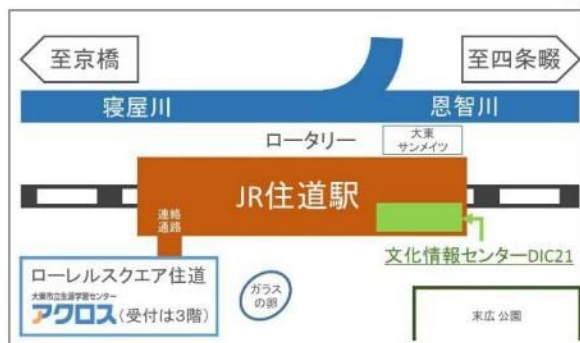 至京橋
至四条畷
寝屋川
恩智川
ロータリー
大東
サンメイツ
JR住道駅
連絡
通路
文化情報センターDIC21
ローレルスクエア住道
大東市立生涯学習センター
アクロス(受付は3階)
ガラス
の卵
末広公園